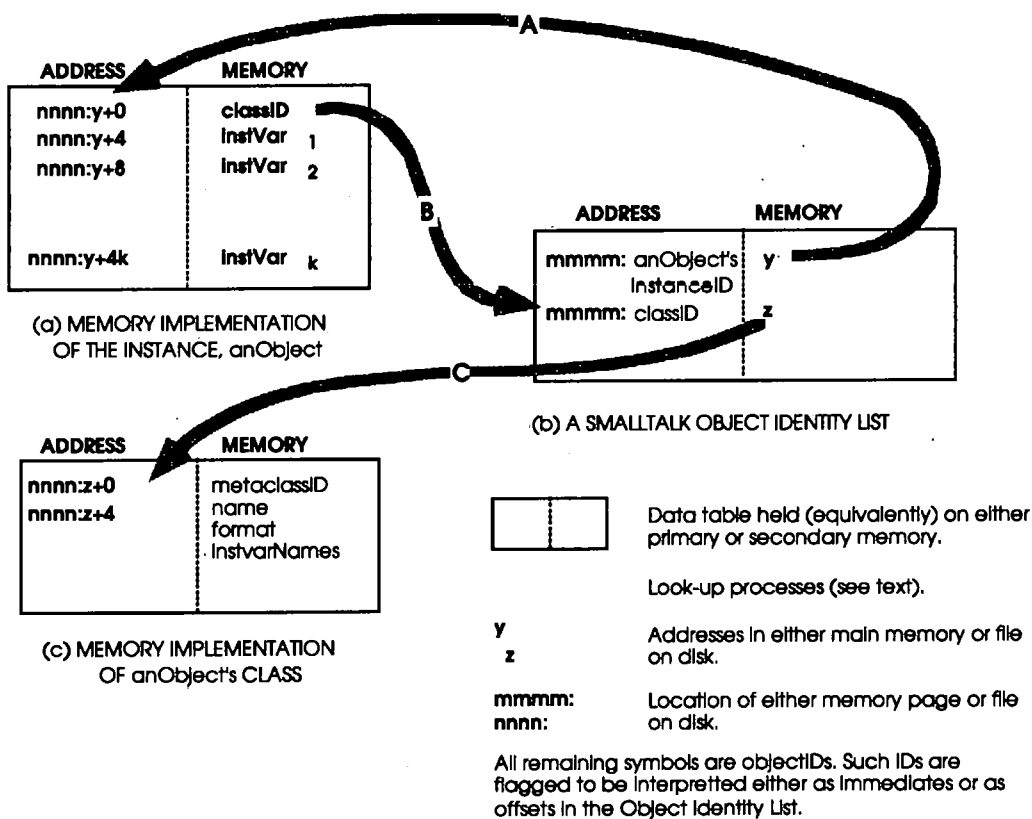 A
ADDRESS MEMORY
nnnn:y+0 classID
nnnn:y+4 InstVar 1
nnnn:y+8 InstVar 2
nnnn:y+4k InstVar k
(a) MEMORY IMPLEMENTATION
OF THE INSTANCE, anObject
B
ADDRESS MEMORY
mmmm: anObject's y
InstanceID
mmmm: classID z
(b) A SMALLTALK OBJECT IDENTITY LIST
C
ADDRESS MEMORY
nnnn:z+0 metaclassID
nnnn:z+4 name
format
InstvarNames
(c) MEMORY IMPLEMENTATION
OF anObject's CLASS
Data table held (equivalently) on either
primary or secondary memory.
Look-up processes (see text).
y Addresses in either main memory or file
z on disk.
mmmm: Location of either memory page or file
nnnn: on disk.
All remaining symbols are objectIDs. Such IDs are
flagged to be interpretted either as immediates or as
offsets in the Object Identity List.